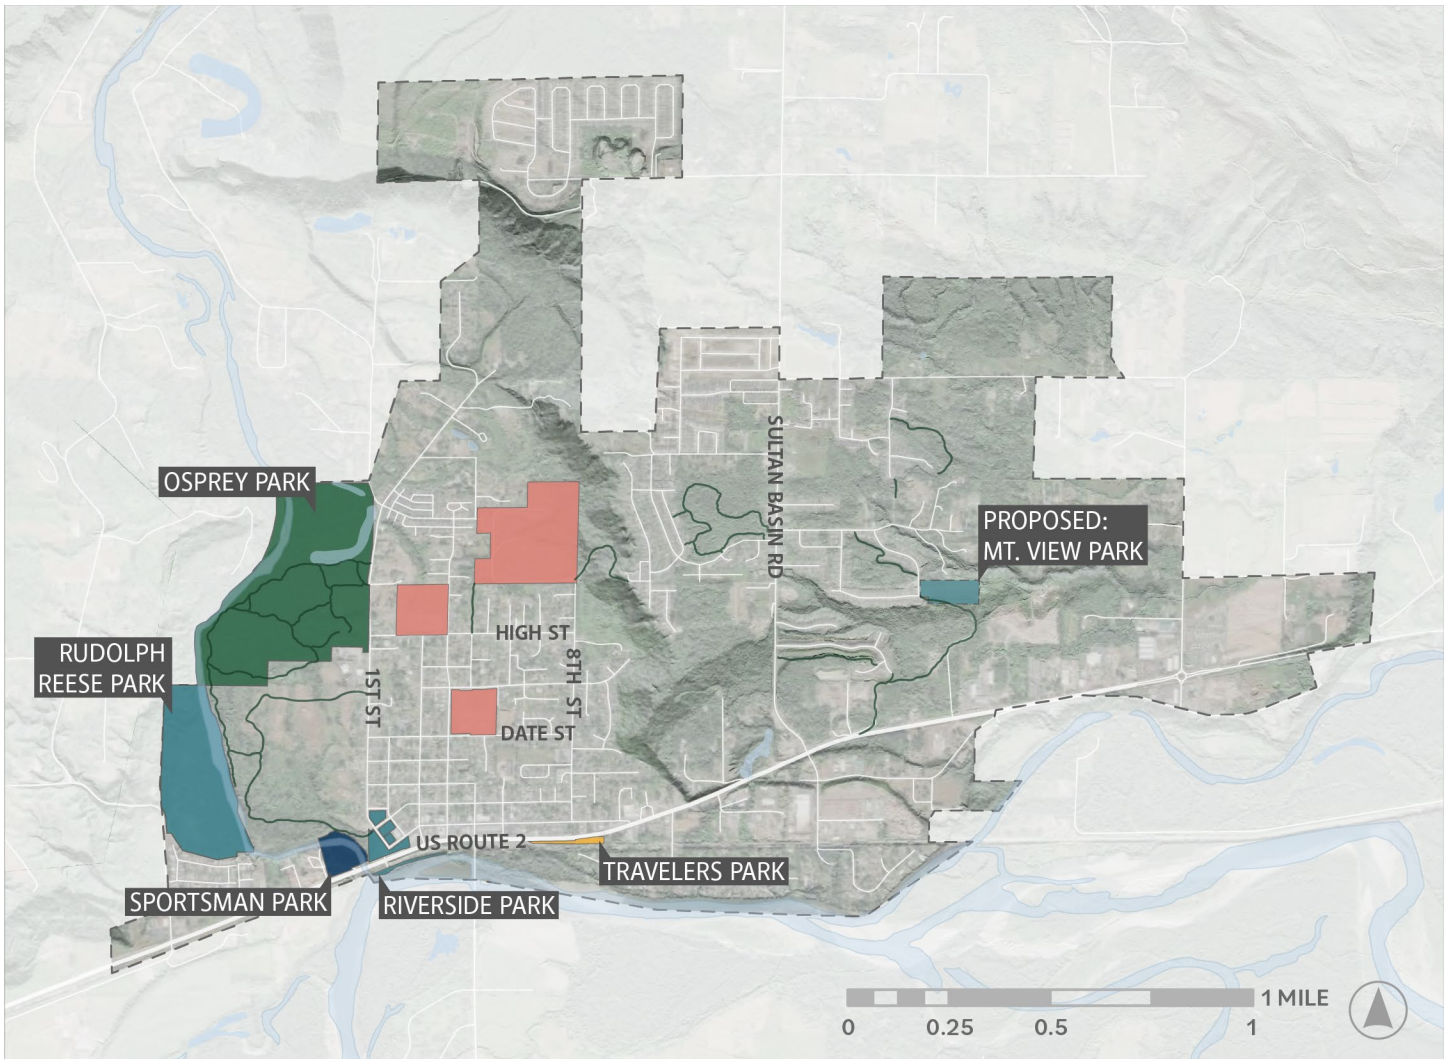 OSPREY PARK
SULTAN BASIN RD
PROPOSED:
MT. VIEW PARK
RUDOLPH
REESE PARK
HIGH ST
8TH ST
1ST ST
DATE ST
US ROUTE 2
TRAVELERS PARK
SPORTSMAN PARK
RIVERSIDE PARK
1 MILE
0 0.25 0.5 1